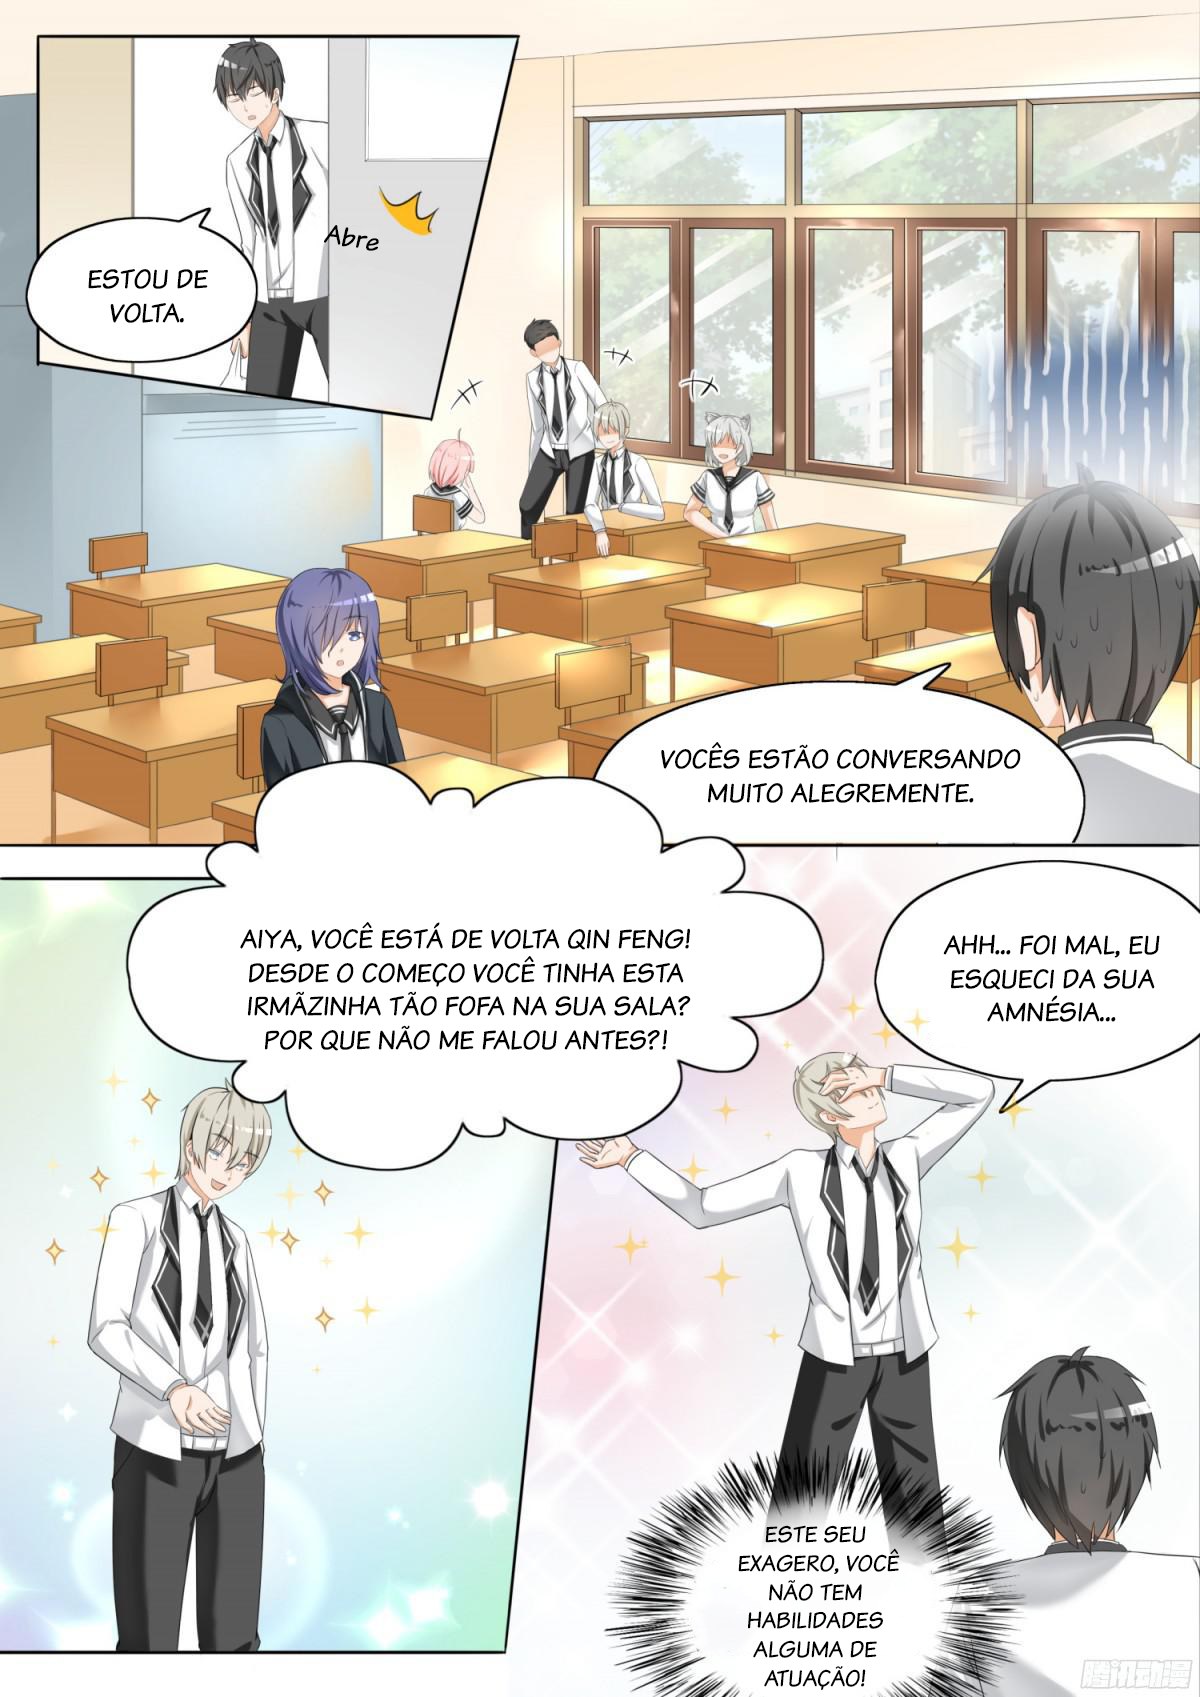 Abre
ESTOU DE
VOLTA.
VOCÊS ESTÃO CONVERSANDO
MUITO ALEGREMENTE.
AIYA, VOCÊ ESTÁ DE VOLTA QIN FENG!
DESDE O COMEÇO VOCÊ TINHA ESTA
IRMÃZINHA TÃO FOFA NA SUA SALA?
POR QUE NÃO ME FALOU ANTES?!
AHH... FOI MAL, EU
ESQUECI DA SUA
AMNÉSIA...
ESTE SEU
EXAGERO, VOCÊ
NÃO TEM
HABILIDADES
ALGUMA DE
ATUAÇÃO!
腾讯动漫